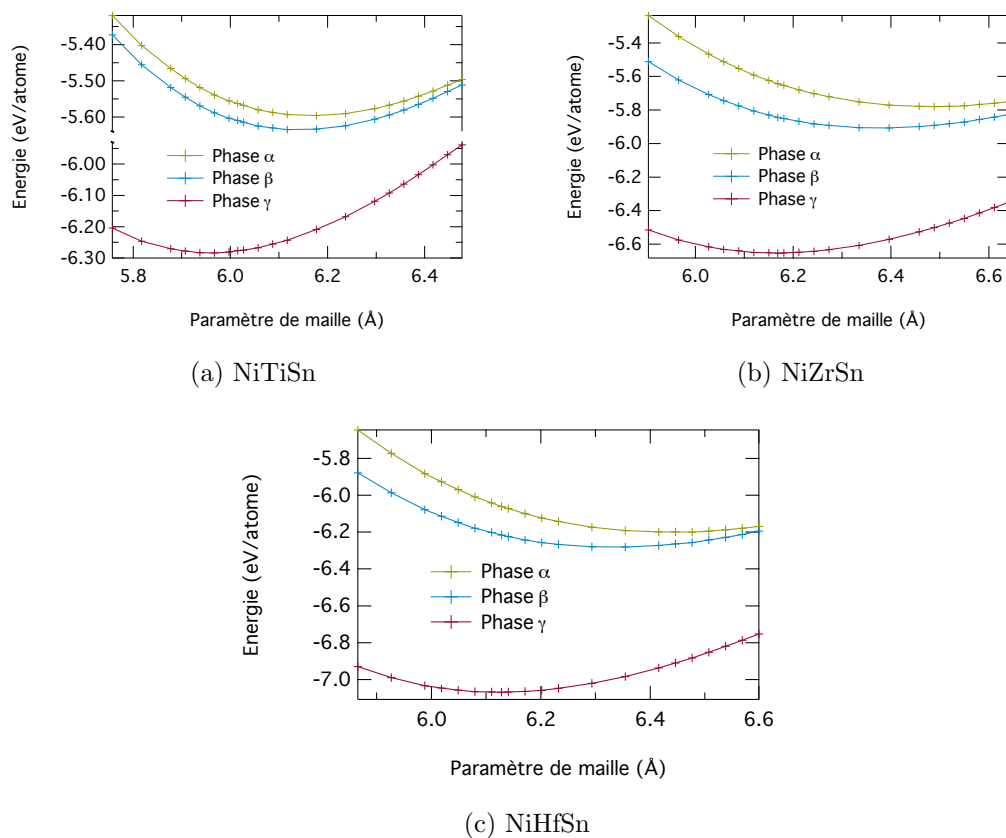 -5.40
-5.50
-5.60
-6.00
-6.10
-6.20
-6.30
Energie (eV/atome)
Phase α
Phase β
Phase γ
5.8 6.0 6.2 6.4
Paramètre de maille (Å)
(a) NiTiSn
-5.4
-5.6
-5.8
-6.0
-6.2
-6.4
-6.6
Energie (eV/atome)
Phase α
Phase β
Phase γ
6.0 6.2 6.4 6.6
Paramètre de maille (Å)
(b) NiZrSn
-5.8
-6.0
-6.2
-6.4
-6.6
-6.8
-7.0
Energie (eV/atome)
Phase α
Phase β
Phase γ
6.0 6.2 6.4 6.6
Paramètre de maille (Å)
(c) NiHfSn